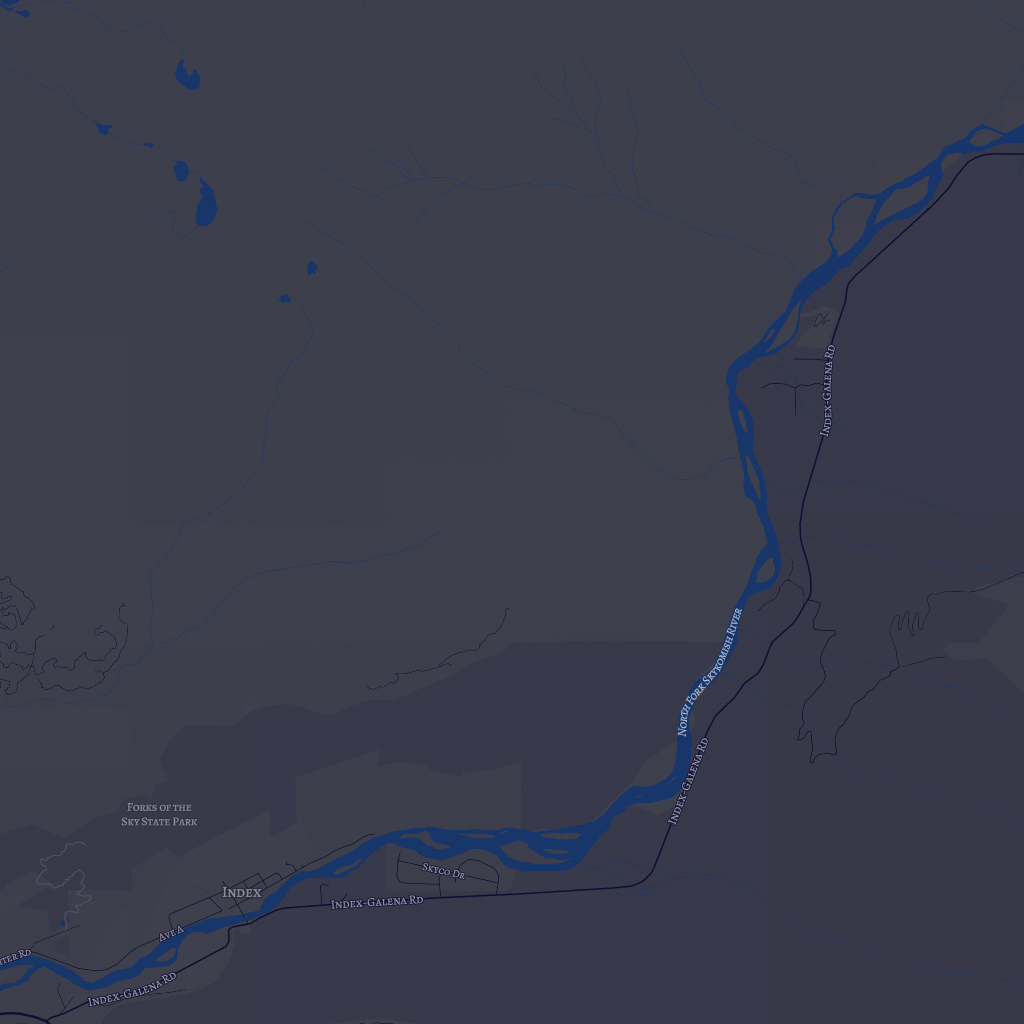 Index-Galena Rd
North Fork Skykomish River
Index-Galena Rd
Forks of the
Sky State Park
Skyco Dr
Index
Index-Galena Rd
Ave A
Index-Galena Rd